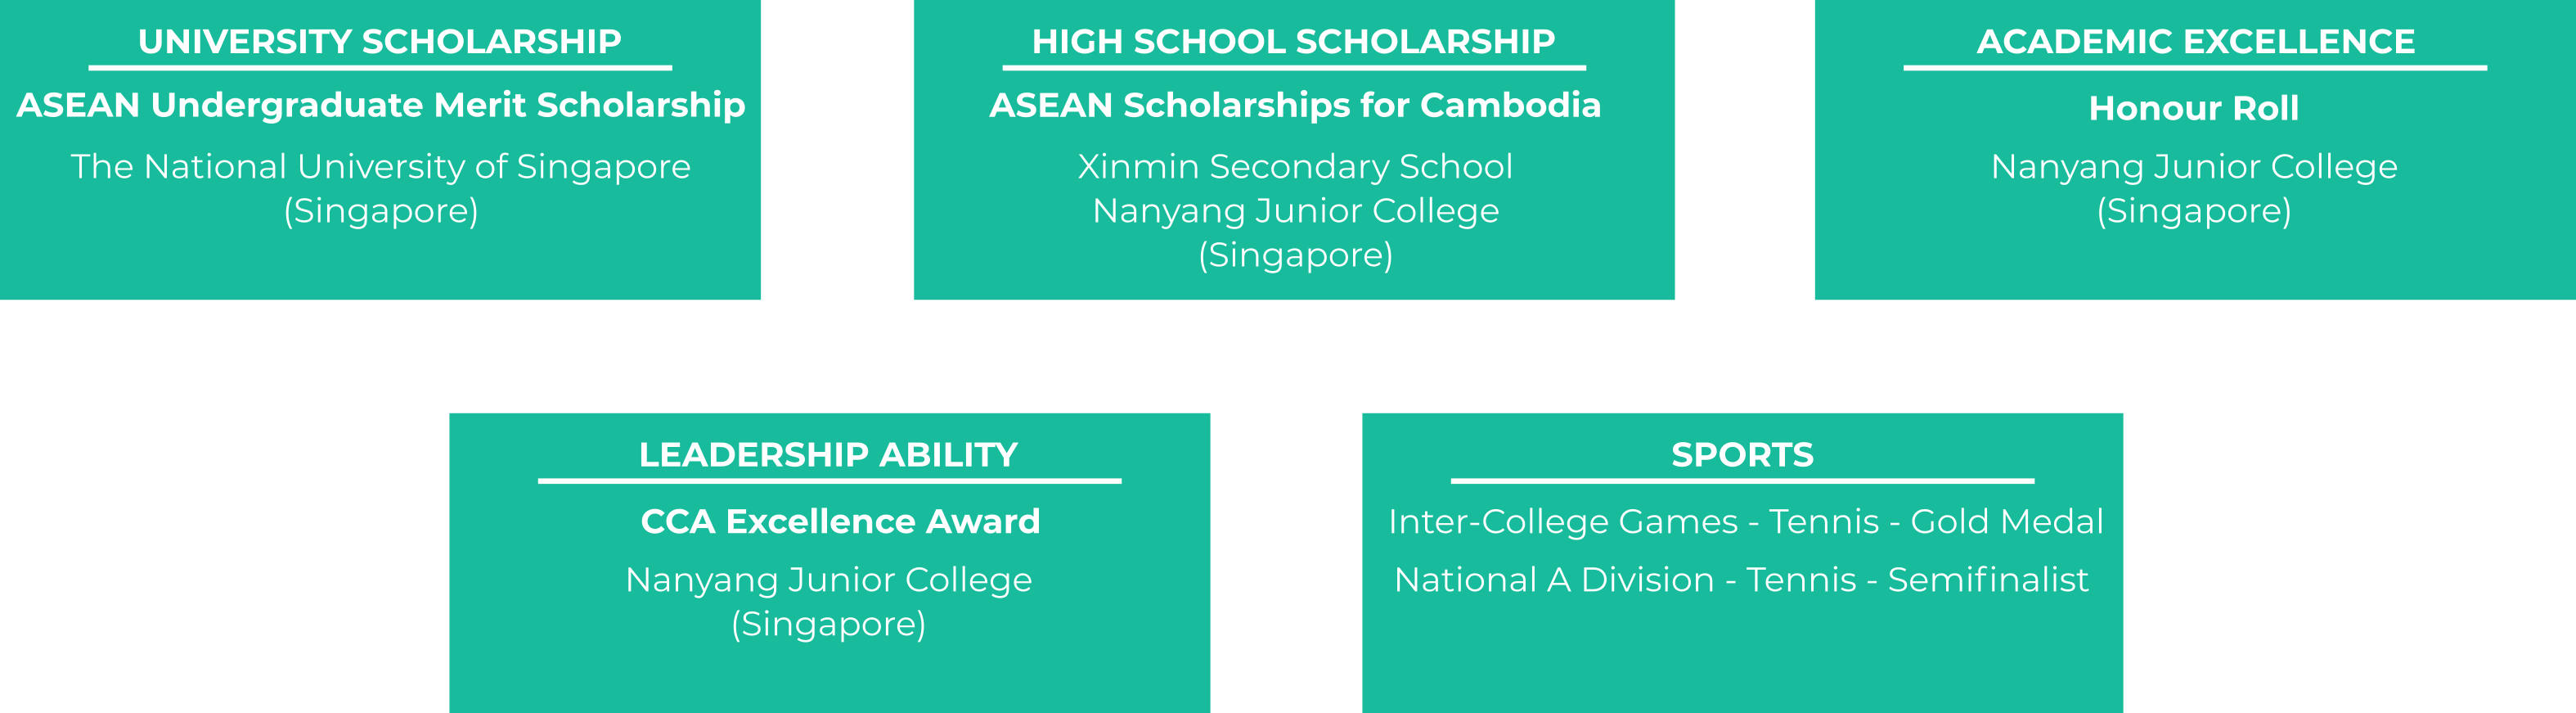 UNIVERSITY SCHOLARSHIP
ASEAN Undergraduate Merit Scholarship
The National University of Singapore
(Singapore)
HIGH SCHOOL SCHOLARSHIP
ASEAN Scholarships for Cambodia
Xinmin Secondary School
Nanyang Junior College
(Singapore)
ACADEMIC EXCELLENCE
Honour Roll
Nanyang Junior College
(Singapore)
LEADERSHIP ABILITY
CCA Excellence Award
Nanyang Junior College
(Singapore)
SPORTS
Inter-College Games - Tennis - Gold Medal
National A Division - Tennis - Semifinalist